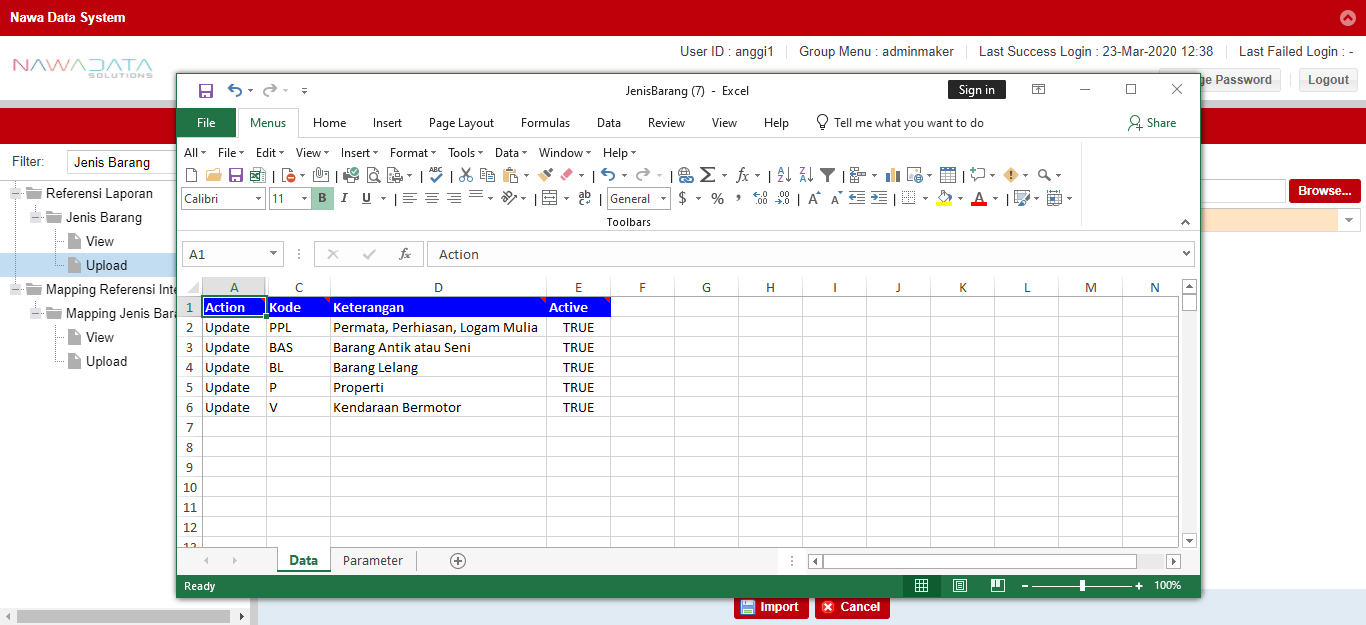 Nawa Data System
NAWADATA
SOLUTIONS
User ID : anggi1
Group Menu : adminmaker
Last Success Login : 23-Mar-2020 12:38
Last Failed Login : -
Password
Logout
Filter:
Jenis Barang
Referensi Laporan
Jenis Barang
View
Upload
Mapping Referensi Inte
Mapping Jenis Bara
View
Upload
Browse...
JenisBarang (7) - Excel
Sign in
File Menus Home Insert Page Layout Formulas Data Review View Help Tell me what you want to do Share
All File Edit View Insert Format Tools Data Window Help
Calibri 11 B I U General $ % ,
Toolbars
A1 fx Action
A C D E F G H I J K L M N
1 Action Kode Keterangan Active
2 Update PPL Permata, Perhiasan, Logam Mulia TRUE
3 Update BAS Barang Antik atau Seni TRUE
4 Update BL Barang Lelang TRUE
5 Update P Properti TRUE
6 Update V Kendaraan Bermotor TRUE
7
8
9
10
11
12
13
Data Parameter
Ready
100%
Import
Cancel